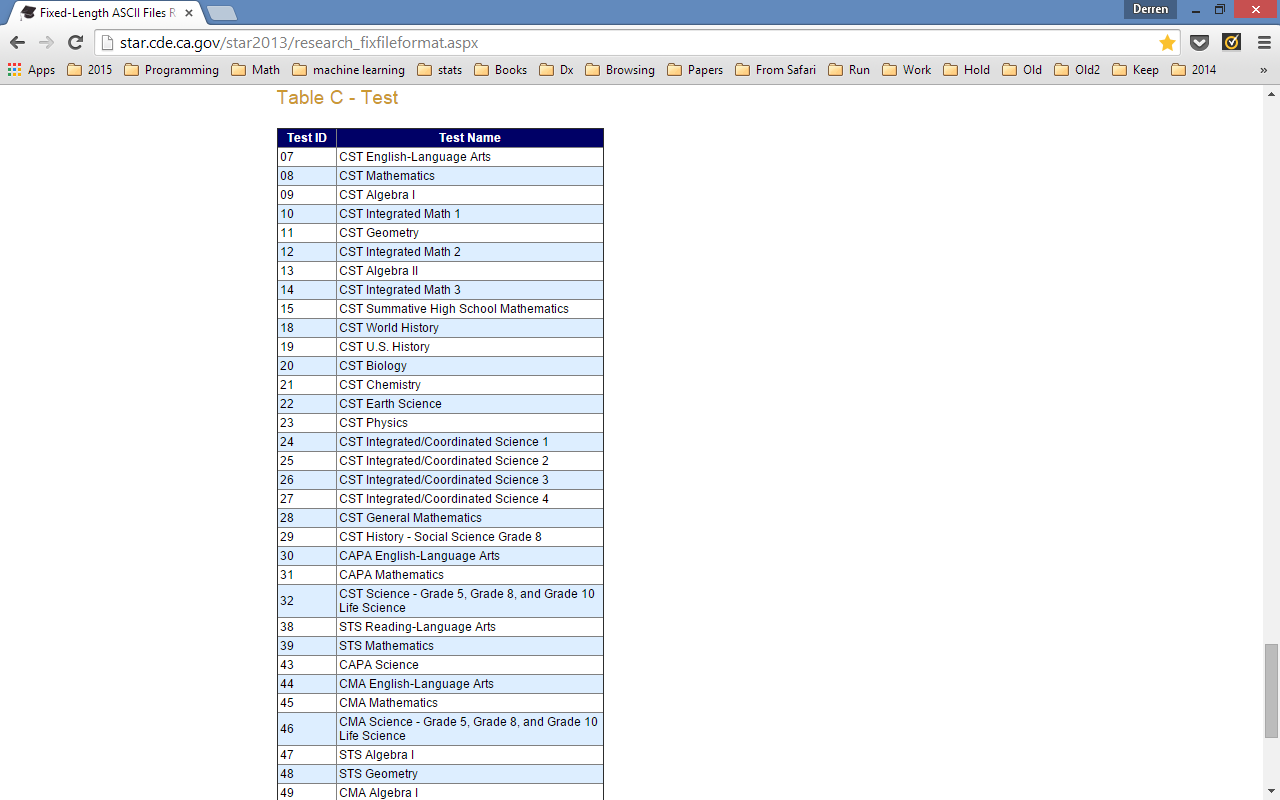 Fixed-Length ASCII Files R
Derren
star.cde.ca.gov/star2013/research_fixfileformat.aspx
Apps 2015 Programming Math machine learning stats Books Dx Browsing Papers From Safari Run Work Hold Old Old2 Keep 2014 »
Table C - Test
Test ID Test Name
07 CST English-Language Arts
08 CST Mathematics
09 CST Algebra I
10 CST Integrated Math 1
11 CST Geometry
12 CST Integrated Math 2
13 CST Algebra II
14 CST Integrated Math 3
15 CST Summative High School Mathematics
18 CST World History
19 CST U.S. History
20 CST Biology
21 CST Chemistry
22 CST Earth Science
23 CST Physics
24 CST Integrated/Coordinated Science 1
25 CST Integrated/Coordinated Science 2
26 CST Integrated/Coordinated Science 3
27 CST Integrated/Coordinated Science 4
28 CST General Mathematics
29 CST History - Social Science Grade 8
30 CAPA English-Language Arts
31 CAPA Mathematics
32 CST Science - Grade 5, Grade 8, and Grade 10
Life Science
38 STS Reading-Language Arts
39 STS Mathematics
43 CAPA Science
44 CMA English-Language Arts
45 CMA Mathematics
46 CMA Science - Grade 5, Grade 8, and Grade 10
Life Science
47 STS Algebra I
48 STS Geometry
49 CMA Algebra I